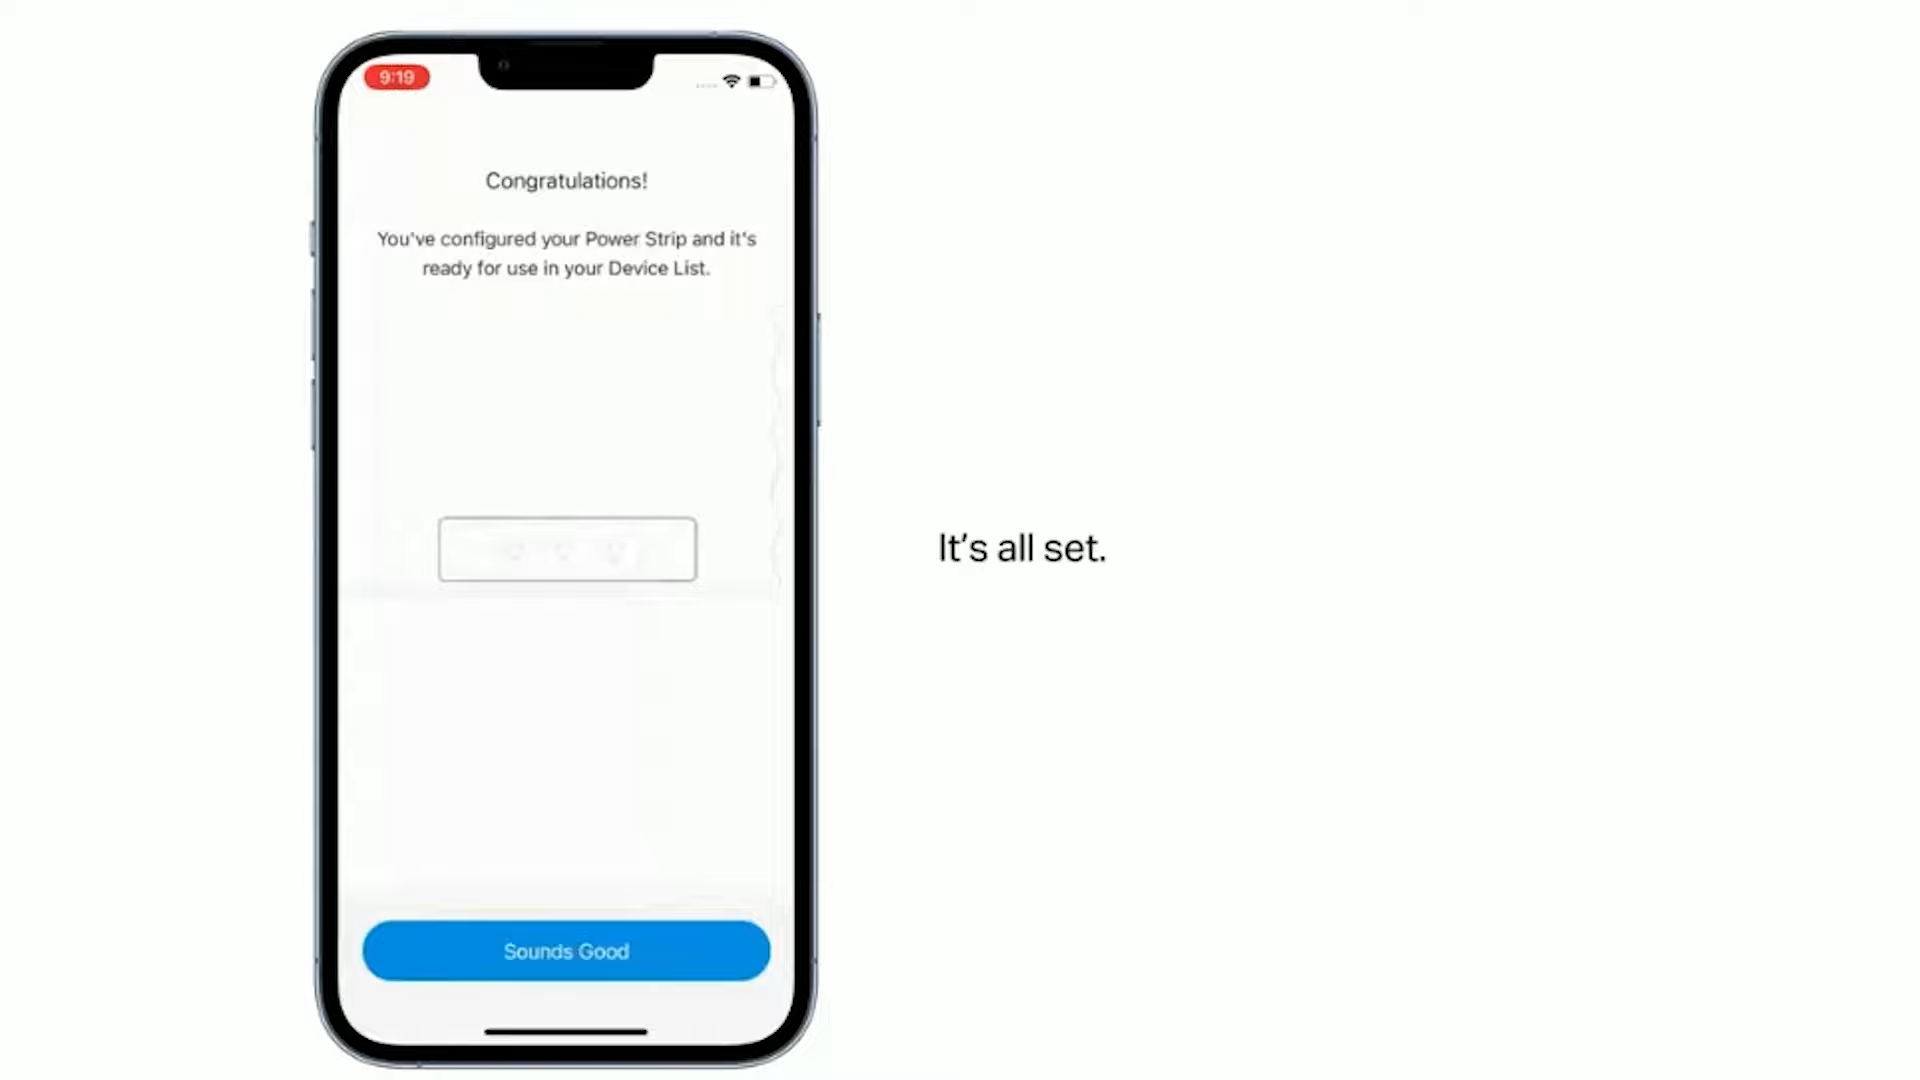 9:19
Congratulations!
You've configured your Power Strip and it's
ready for use in your Device List.
It's all set.
Sounds Good